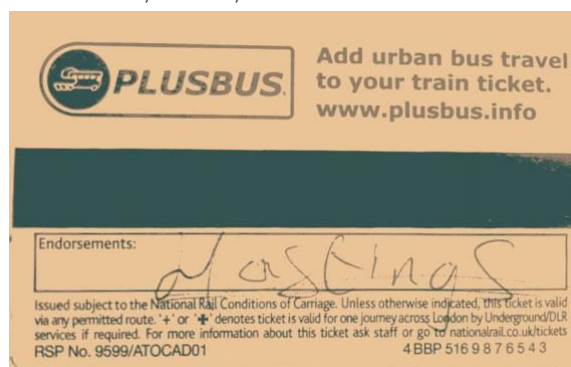 PLUSBUS.
Add urban bus travel
to your train ticket.
www.plusbus.info
Endorsements:
Hastings
Issued subject to the National Rail Conditions of Carriage. Unless otherwise indicated, this ticket is valid
via any permitted route. '+' or '✠' denotes ticket is valid for one journey across London by Underground/DLR
services if required. For more information about this ticket ask staff or go to nationalrail.co.uk/tickets
RSP No. 9599/ATOCAD01
4 BBP 5169876543